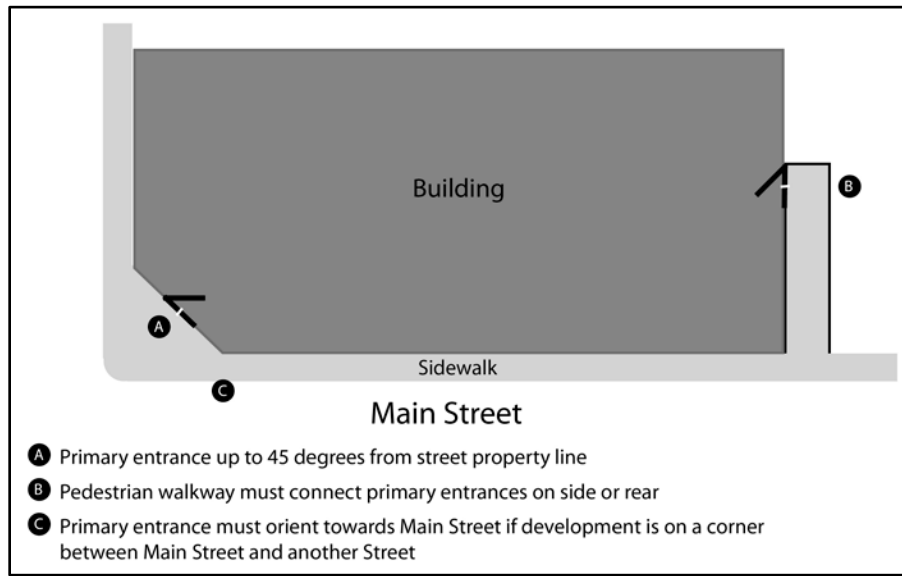 Building
B
A
Sidewalk
C
Main Street
A Primary entrance up to 45 degrees from street property line
B Pedestrian walkway must connect primary entrances on side or rear
C Primary entrance must orient towards Main Street if development is on a corner
between Main Street and another Street